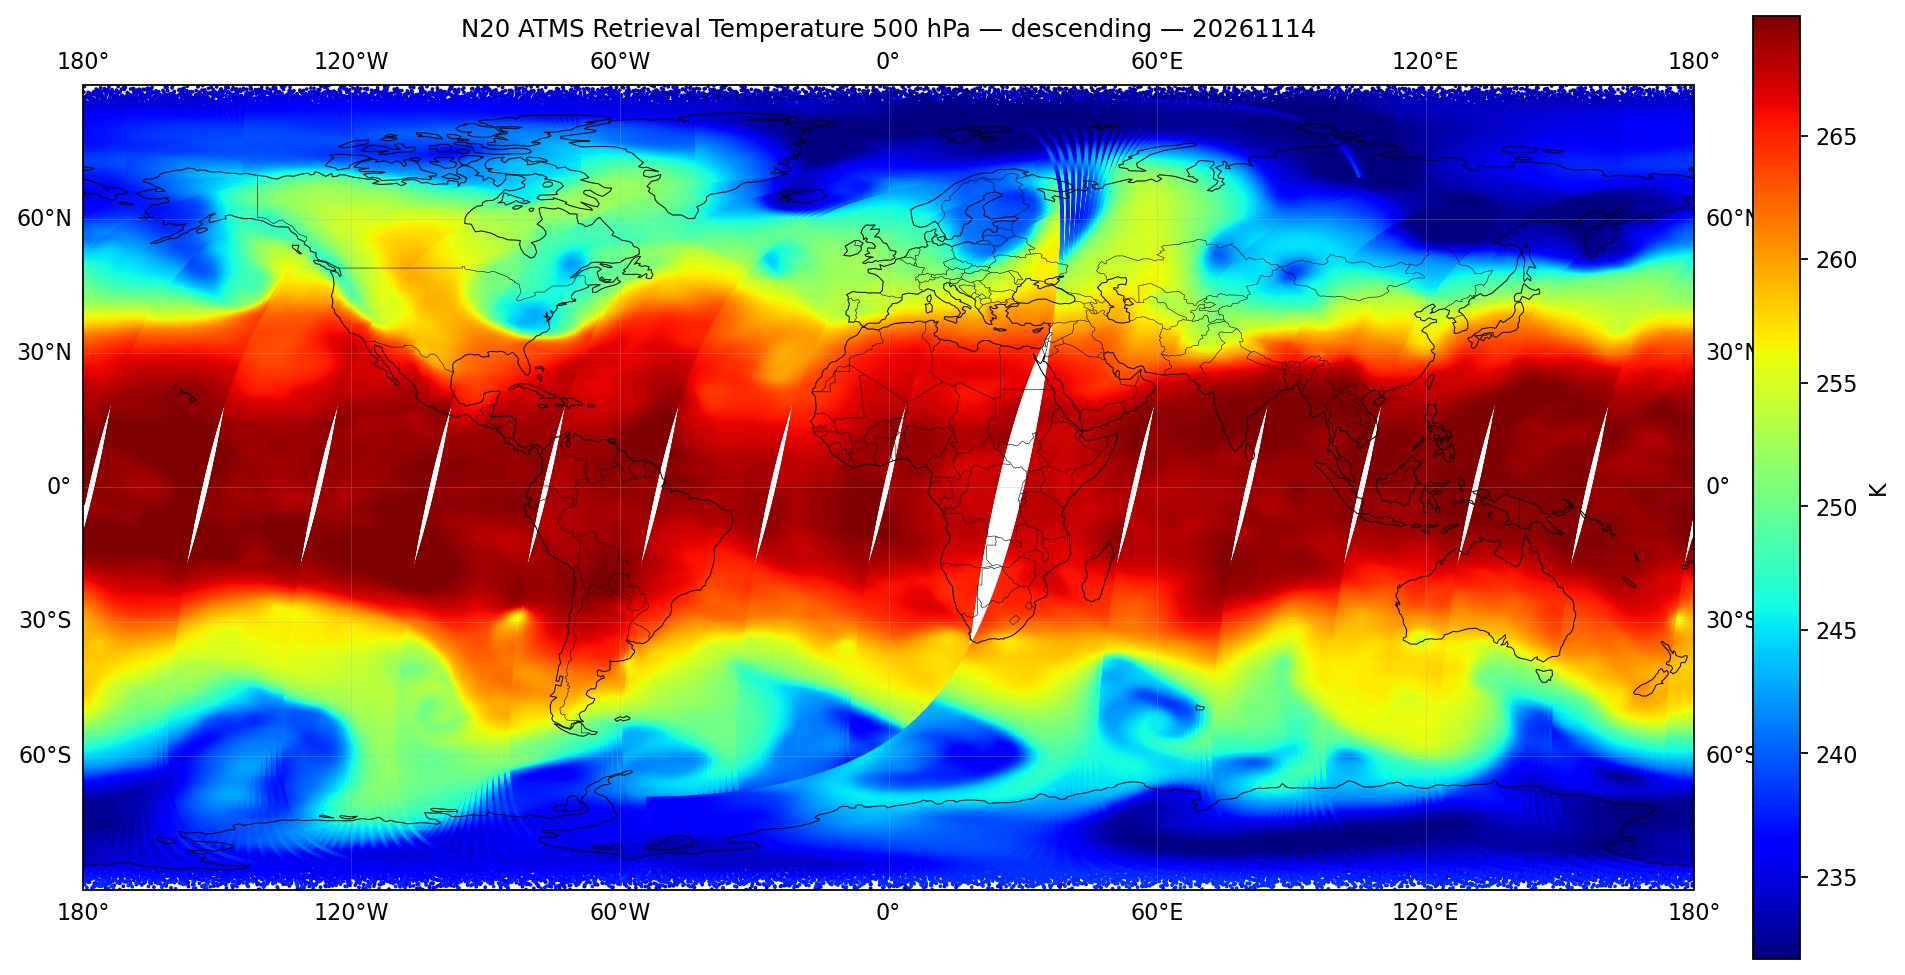 N20 ATMS Retrieval Temperature 500 hPa — descending — 20261114
180° 120°W 60°W 0° 60°E 120°E 180°
60°N 60°N
30°N 30°N
0° 0°
30°S 30°S
60°S 60°S
180° 120°W 60°W 0° 60°E 120°E 180°
265
260
255
250
245
240
235
K